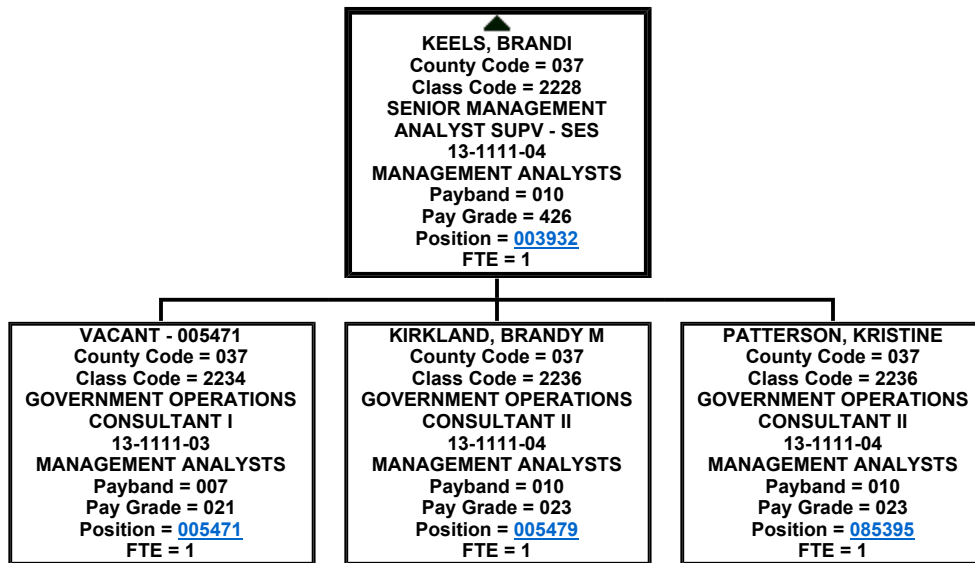 KEELS, BRANDI
County Code = 037
Class Code = 2228
SENIOR MANAGEMENT
ANALYST SUPV - SES
13-1111-04
MANAGEMENT ANALYSTS
Payband = 010
Pay Grade = 426
Position = 003932
FTE = 1
VACANT - 005471
County Code = 037
Class Code = 2234
GOVERNMENT OPERATIONS
CONSULTANT I
13-1111-03
MANAGEMENT ANALYSTS
Payband = 007
Pay Grade = 021
Position = 005471
FTE = 1
KIRKLAND, BRANDY M
County Code = 037
Class Code = 2236
GOVERNMENT OPERATIONS
CONSULTANT II
13-1111-04
MANAGEMENT ANALYSTS
Payband = 010
Pay Grade = 023
Position = 005479
FTE = 1
PATTERSON, KRISTINE
County Code = 037
Class Code = 2236
GOVERNMENT OPERATIONS
CONSULTANT II
13-1111-04
MANAGEMENT ANALYSTS
Payband = 010
Pay Grade = 023
Position = 085395
FTE = 1